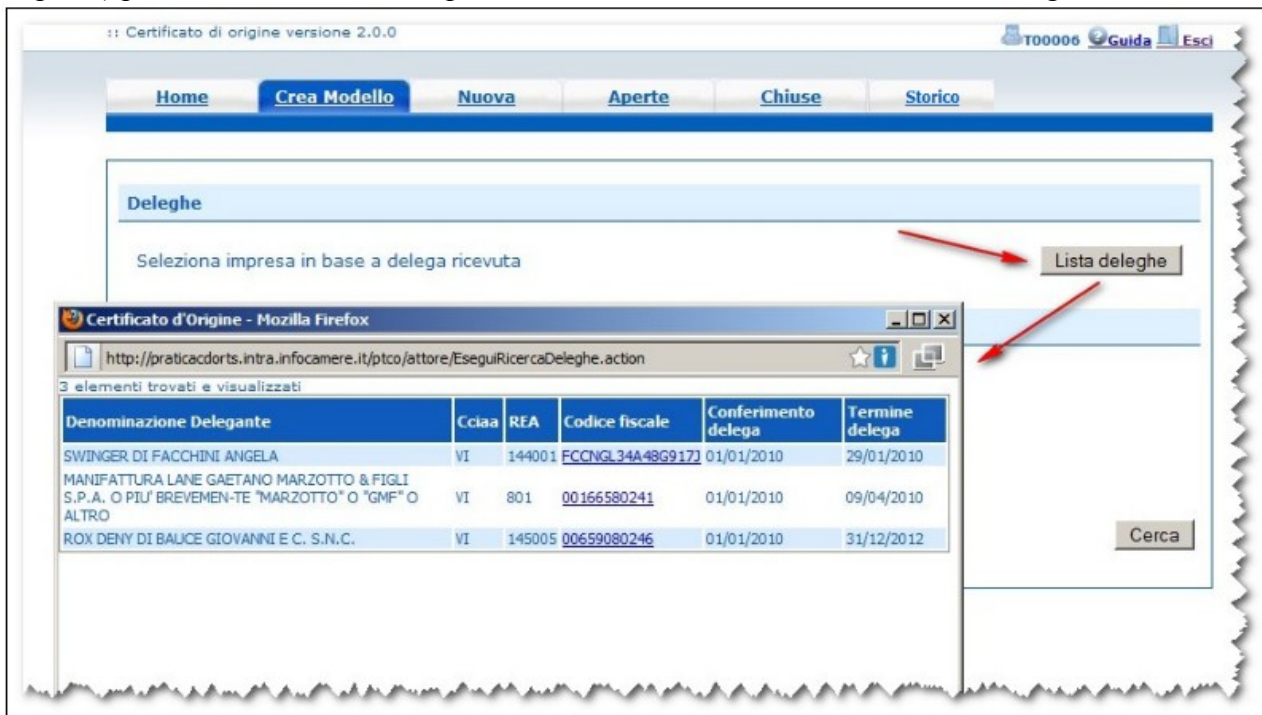 :: Certificato di origine versione 2.0.0
T00006 Guida Esci
Home Crea Modello Nuova Aperte Chiuse Storico
Deleghe
Seleziona impresa in base a delega ricevuta
Lista deleghe
Certificato d'Origine - Mozilla Firefox
http://praticacdorts.intra.infocamere.it/ptco/attore/EseguiRicercaDeleghe.action
3 elementi trovati e visualizzati
Denominazione Delegante Cciaa REA Codice fiscale Conferimento delega Termine delega
SWINGER DI FACCHINI ANGELA VI 144001 FCCNGL34A48G917J 01/01/2010 29/01/2010
MANIFATTURA LANE GAETANO MARZOTTO & FIGLI
S.P.A. O PIU' BREVEMEN-TE "MARZOTTO" O "GMF" O VI 801 00166580241 01/01/2010 09/04/2010
ALTRO
ROX DENY DI BAUCE GIOVANNI E C. S.N.C. VI 145005 00659080246 01/01/2010 31/12/2012
Cerca